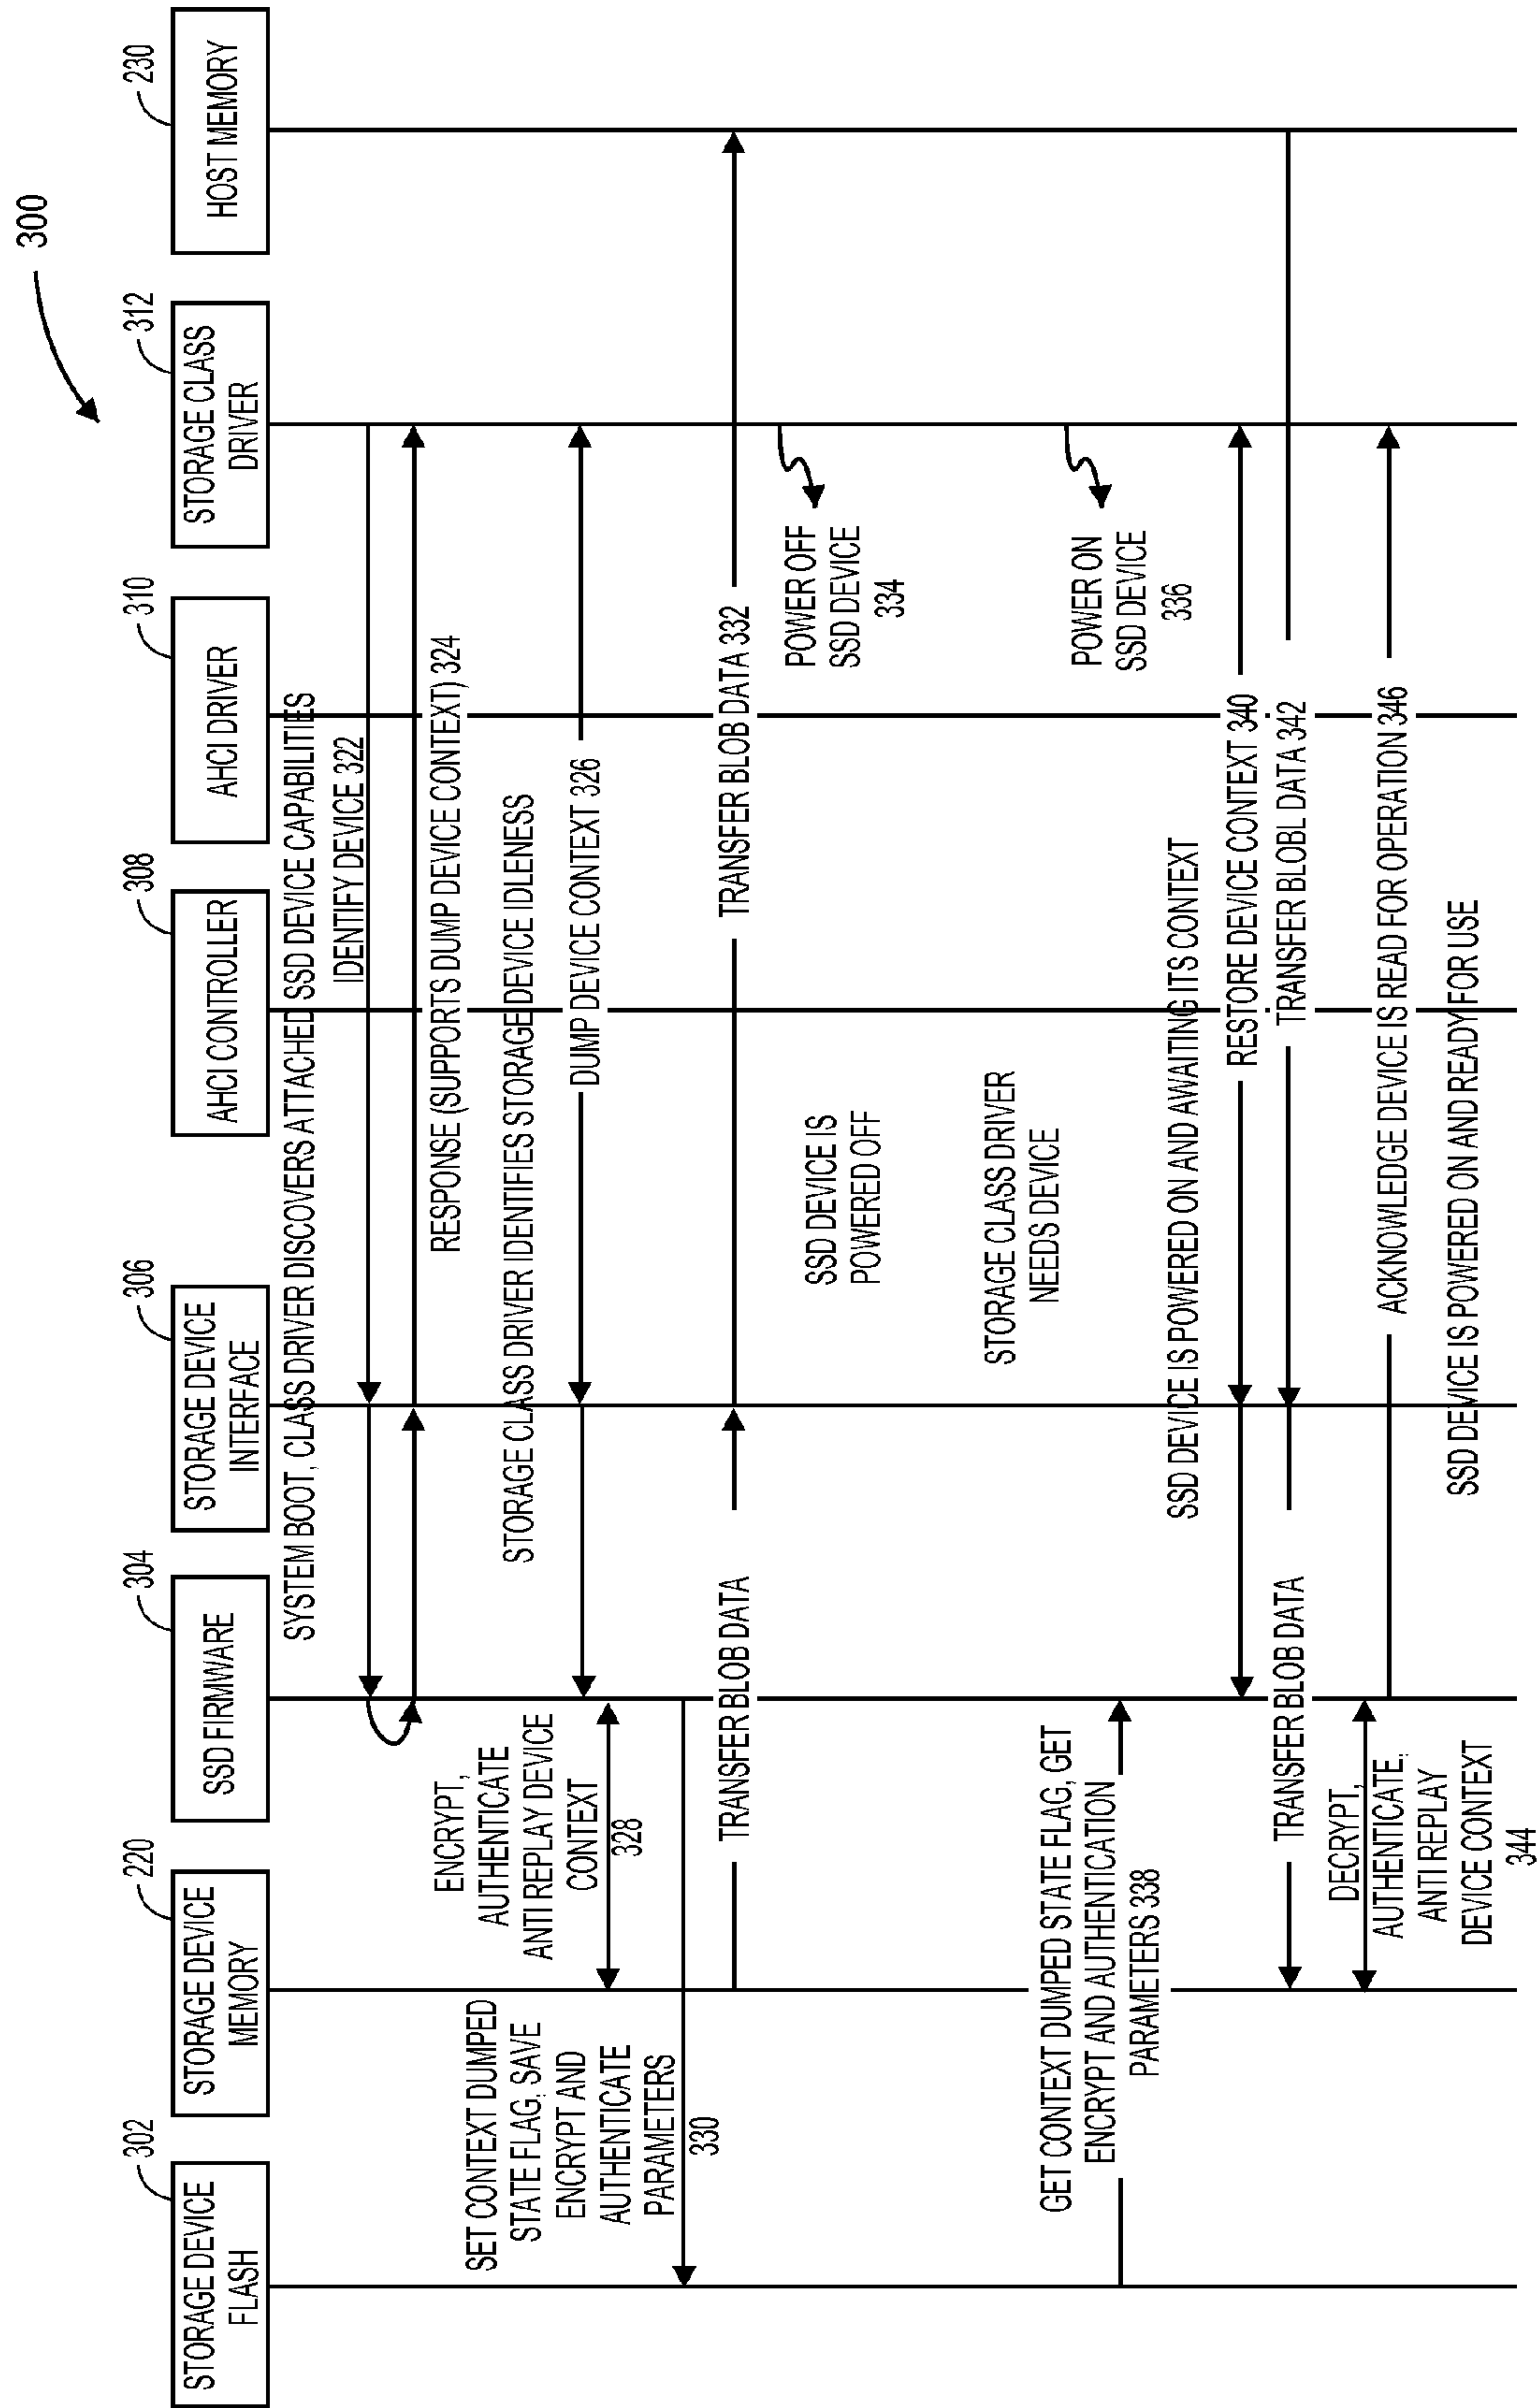 300
302
STORAGE DEVICE
FLASH
220
STORAGE DEVICE
MEMORY
304
SSD FIRMWARE
306
STORAGE DEVICE
INTERFACE
308
AHCI CONTROLLER
310
AHCI DRIVER
312
STORAGE CLASS
DRIVER
230
HOST MEMORY
SYSTEM BOOT, CLASS DRIVER DISCOVERS ATTACHED SSD DEVICE CAPABILITIES
IDENTIFY DEVICE 322
RESPONSE (SUPPORTS DUMP DEVICE CONTEXT) 324
STORAGE CLASS DRIVER IDENTIFIES STORAGE DEVICE IDLENESS
DUMP DEVICE CONTEXT 326
ENCRYPT,
AUTHENTICATE
ANTI REPLAY DEVICE
CONTEXT
328
SET CONTEXT DUMPED
STATE FLAG, SAVE
ENCRYPT AND
AUTHENTICATE
PARAMETERS
330
TRANSFER BLOB DATA
TRANSFER BLOB DATA 332
POWER OFF
SSD DEVICE
334
SSD DEVICE IS
POWERED OFF
STORAGE CLASS DRIVER
NEEDS DEVICE
POWER ON
SSD DEVICE
336
GET CONTEXT DUMPED STATE FLAG, GET
ENCRYPT AND AUTHENTICATION
PARAMETERS 338
SSD DEVICE IS POWERED ON AND AWAITING ITS CONTEXT
RESTORE DEVICE CONTEXT 340
TRANSFER BLOB DATA
TRANSFER BLOBL DATA 342
DECRYPT,
AUTHENTICATE,
ANTI REPLAY
DEVICE CONTEXT
344
ACKNOWLEDGE DEVICE IS READ FOR OPERATION 346
SSD DEVICE IS POWERED ON AND READY FOR USE